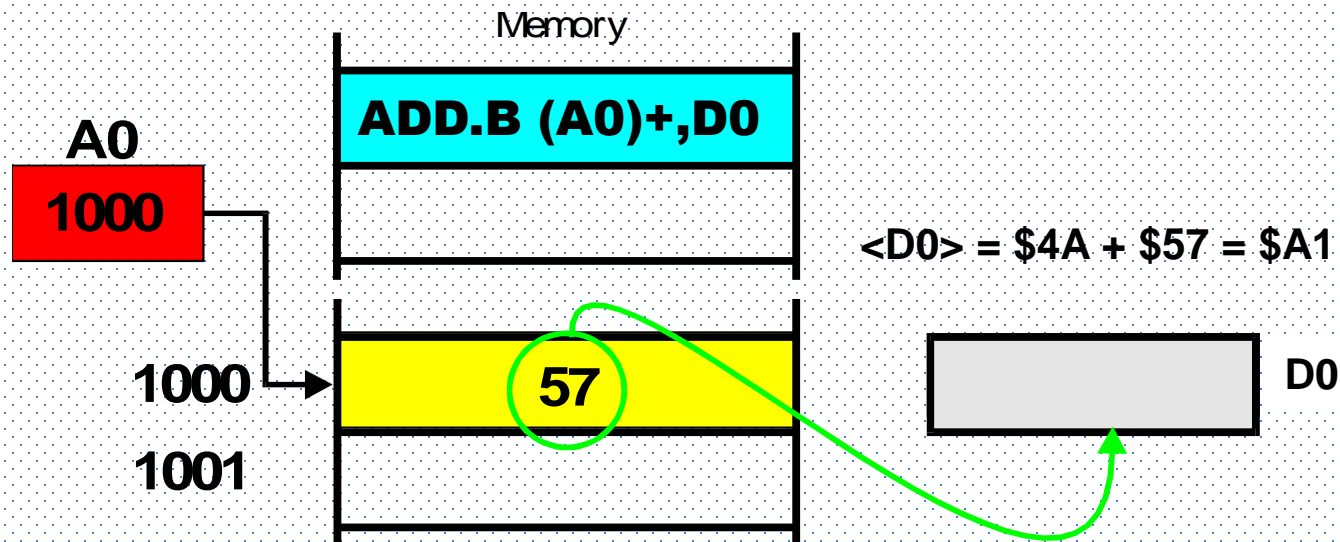 Memory
ADD.B (A0)+,D0
A0
1000
<D0> = $4A + $57 = $A1
1000
57
D0
1001